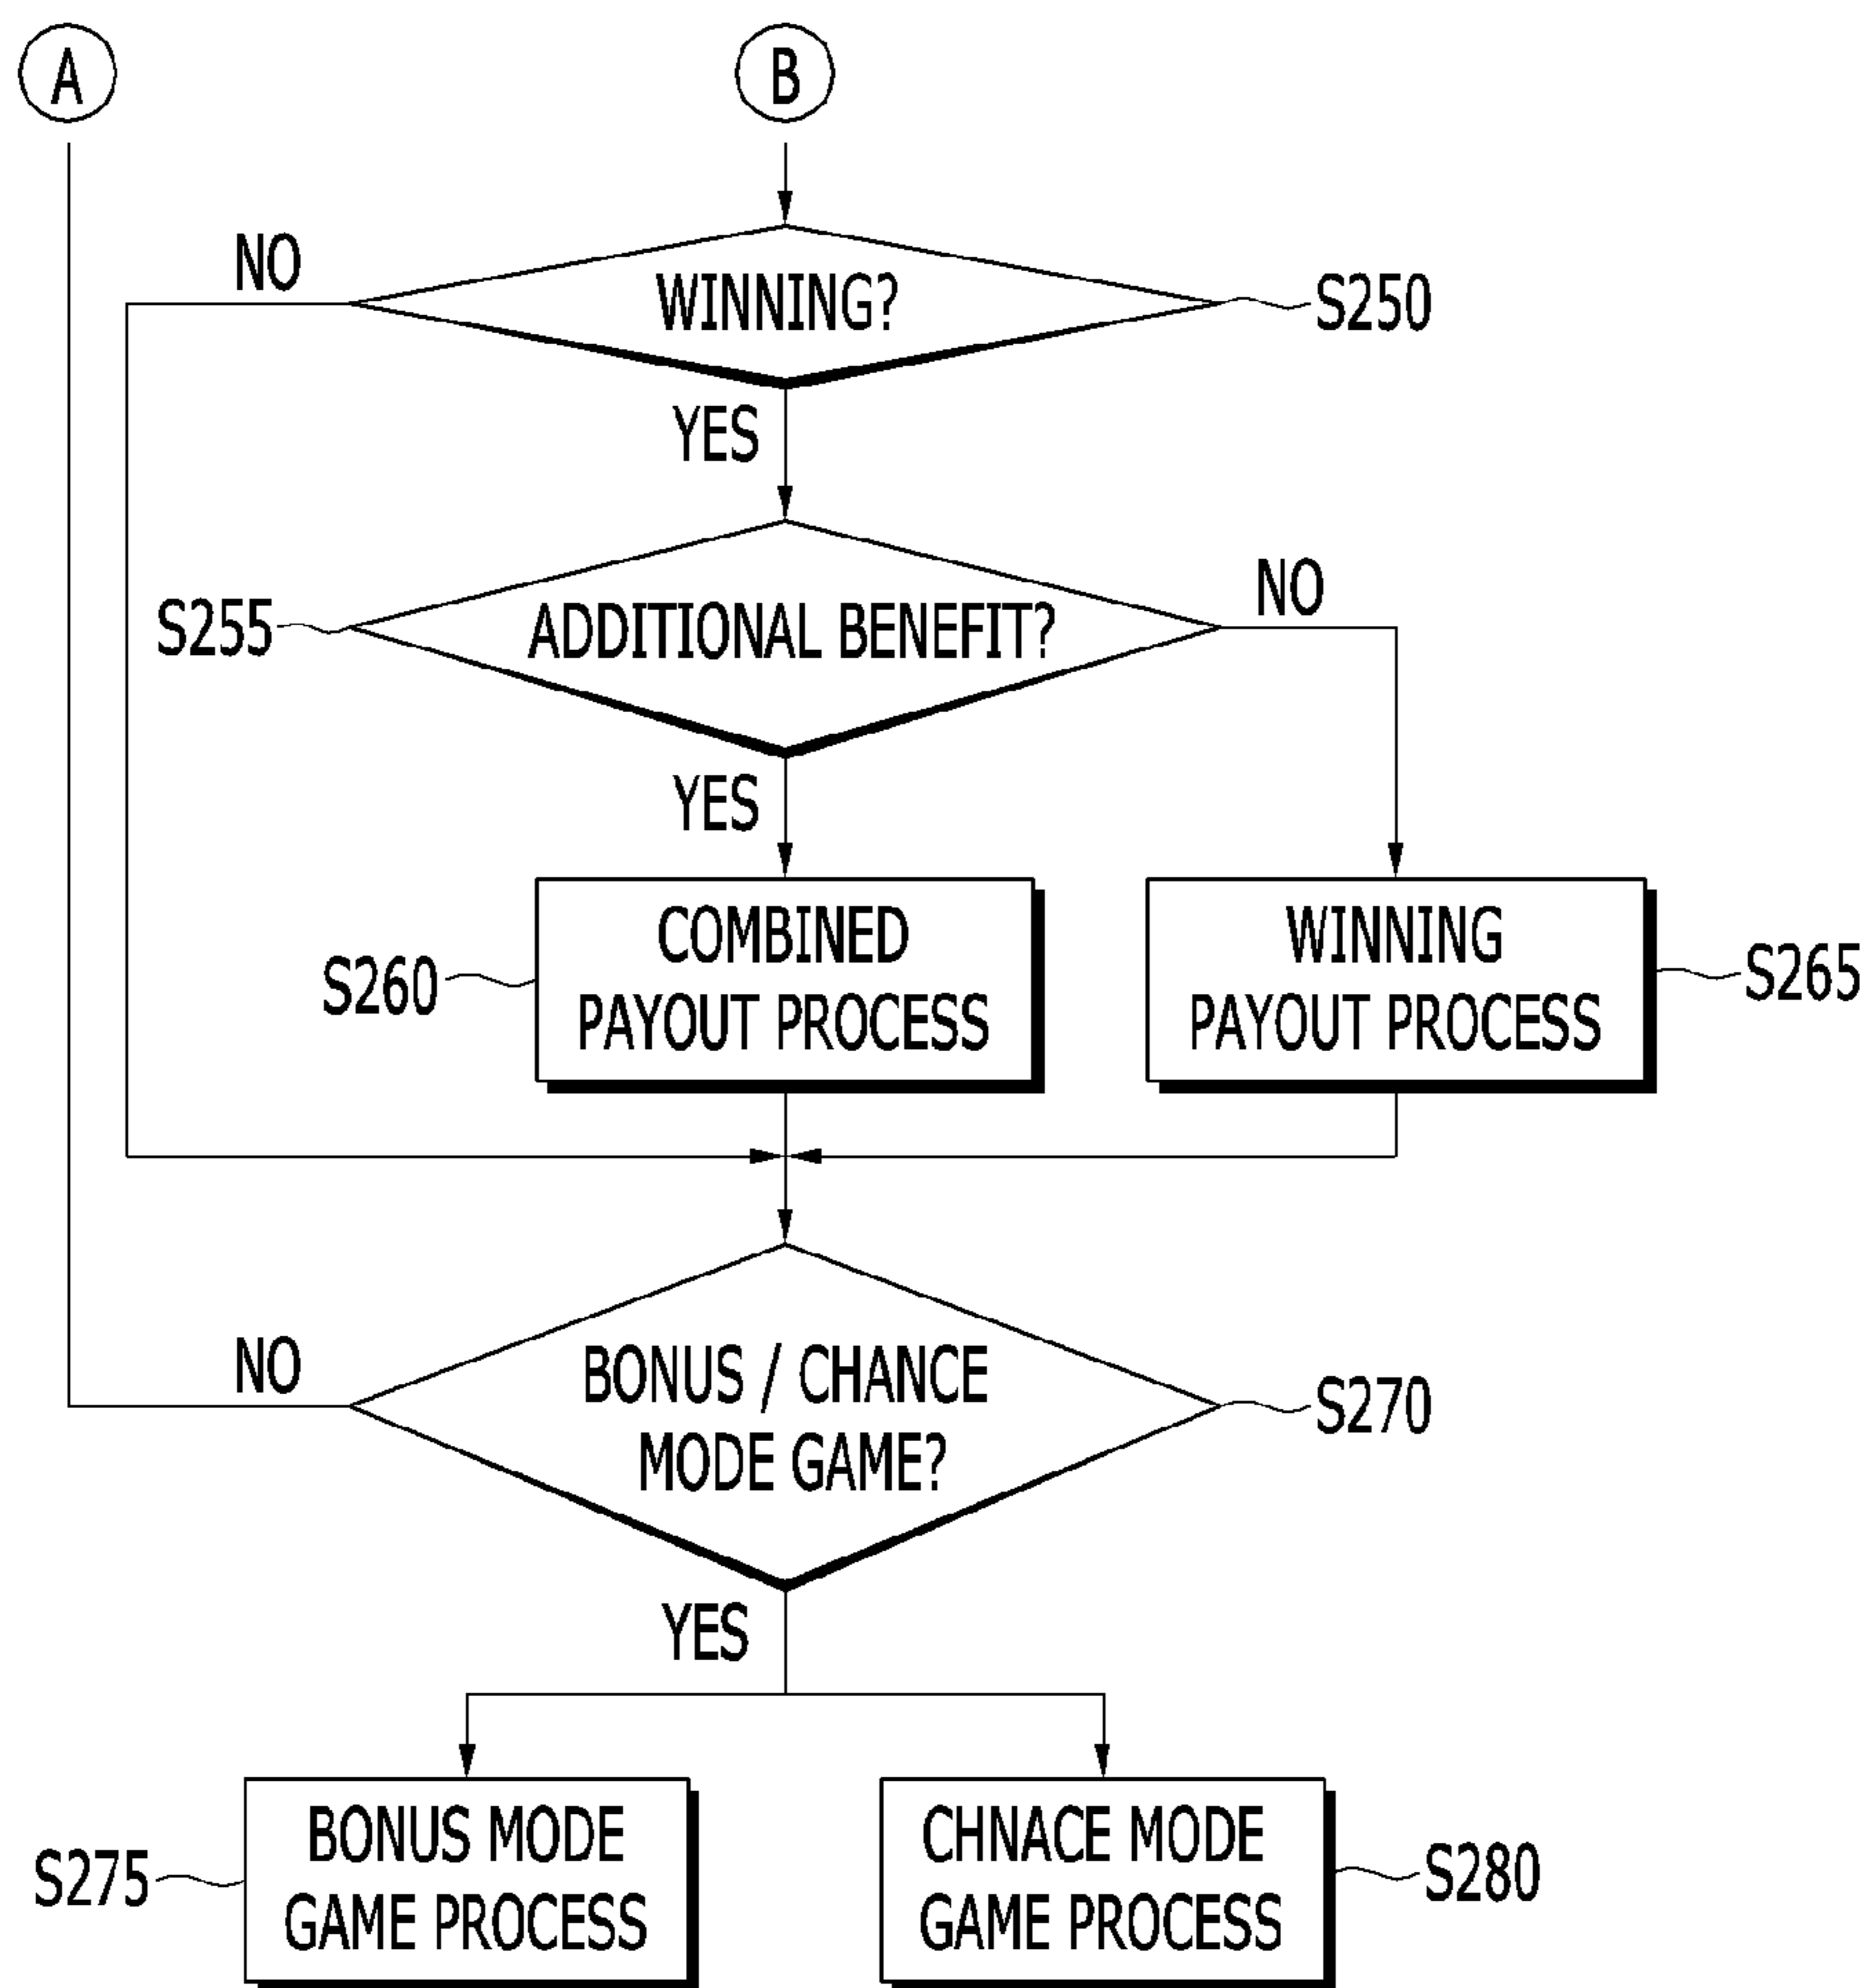 A
B
NO
WINNING?
S250
YES
NO
S255
ADDITIONAL BENEFIT?
YES
COMBINED
PAYOUT PROCESS
S260
WINNING
PAYOUT PROCESS
S265
NO
BONUS / CHANCE
MODE GAME?
S270
YES
BONUS MODE
GAME PROCESS
S275
CHNACE MODE
GAME PROCESS
S280